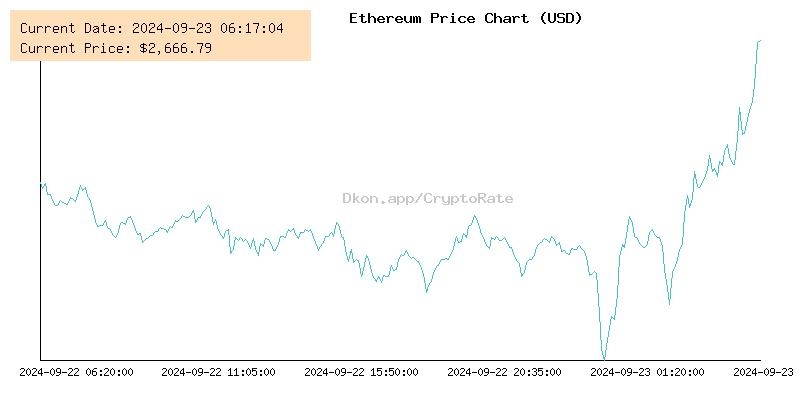 Ethereum Price Chart (USD)
Current Date: 2024-09-23 06:17:04
Current Price: $2,666.79
Dkon.app/CryptoRate
2024-09-22 06:20:00 2024-09-22 11:05:00 2024-09-22 15:50:00 2024-09-22 20:35:00 2024-09-23 01:20:00 2024-09-23